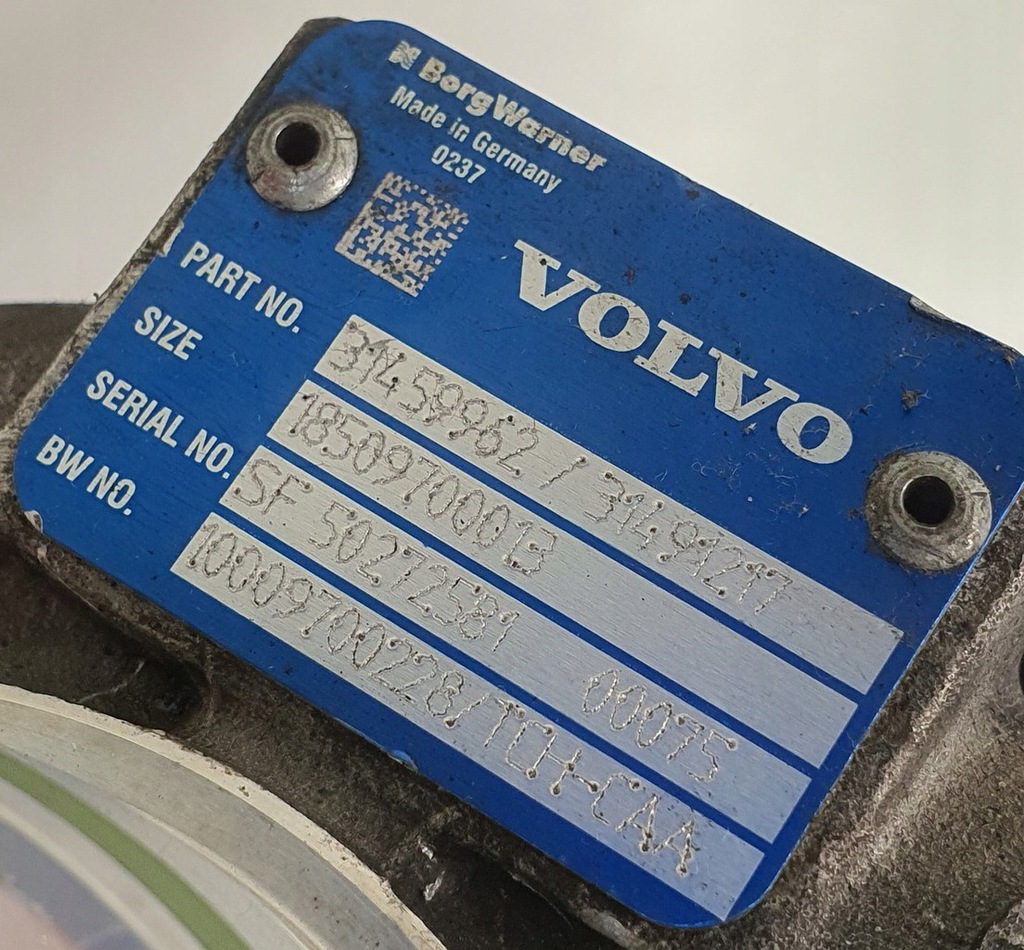 BorgWarner
Made in Germany
0237
VOLVO
PART NO. 31459962 / 31491217
SIZE 18509700013
SERIAL NO. SF 50272581 00075
BW NO. 10009700228/TCH-CAA